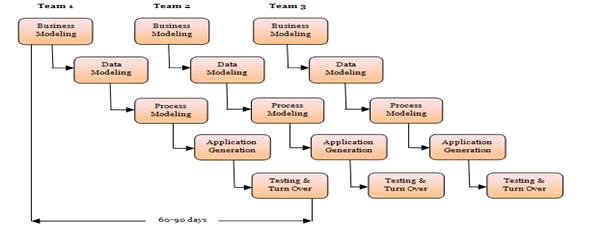 Team 1 Team 2 Team 3
Business Modeling
Business Modeling
Business Modeling
Data Modeling
Data Modeling
Data Modeling
Process Modeling
Process Modeling
Process Modeling
Application Generation
Application Generation
Application Generation
Testing & Turn Over
Testing & Turn Over
Testing & Turn Over
60-90 days